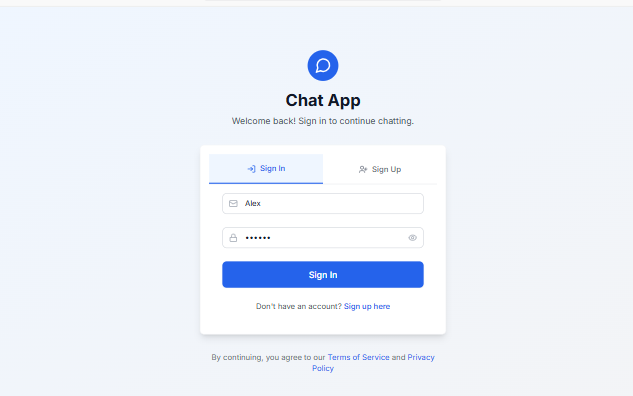 Chat App
Welcome back! Sign in to continue chatting.
Sign In
Sign Up
Alex
••••••
Sign In
Don't have an account? Sign up here
By continuing, you agree to our Terms of Service and Privacy
Policy